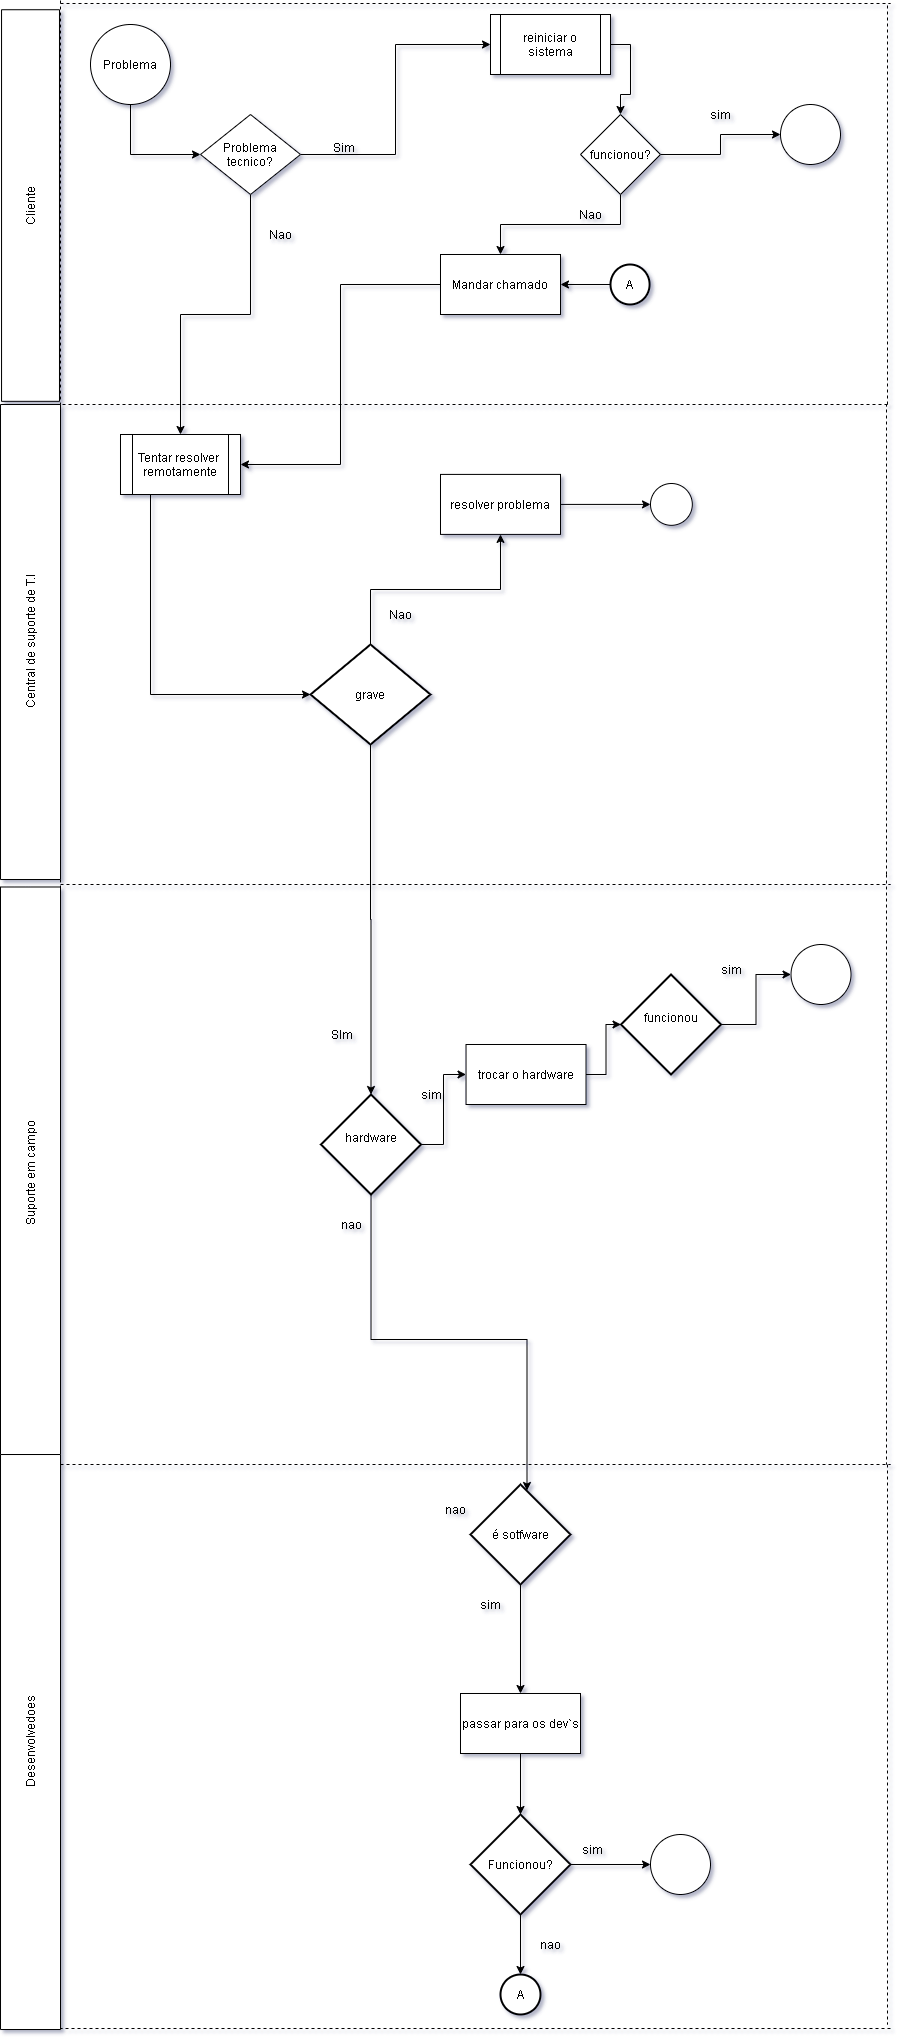 Cliente
Problema
reiniciar o
sistema
Problema
tecnico?
Sim
funcionou?
sim
Nao
Nao
Mandar chamado
A
Central de suporte de T.I
Tentar resolver
remotamente
resolver problema
Nao
grave
Suporte em campo
SIm
sim
funcionou
trocar o hardware
sim
hardware
nao
Desenvolvedoes
nao
é sotfware
sim
passar para os dev`s
Funcionou?
sim
nao
A